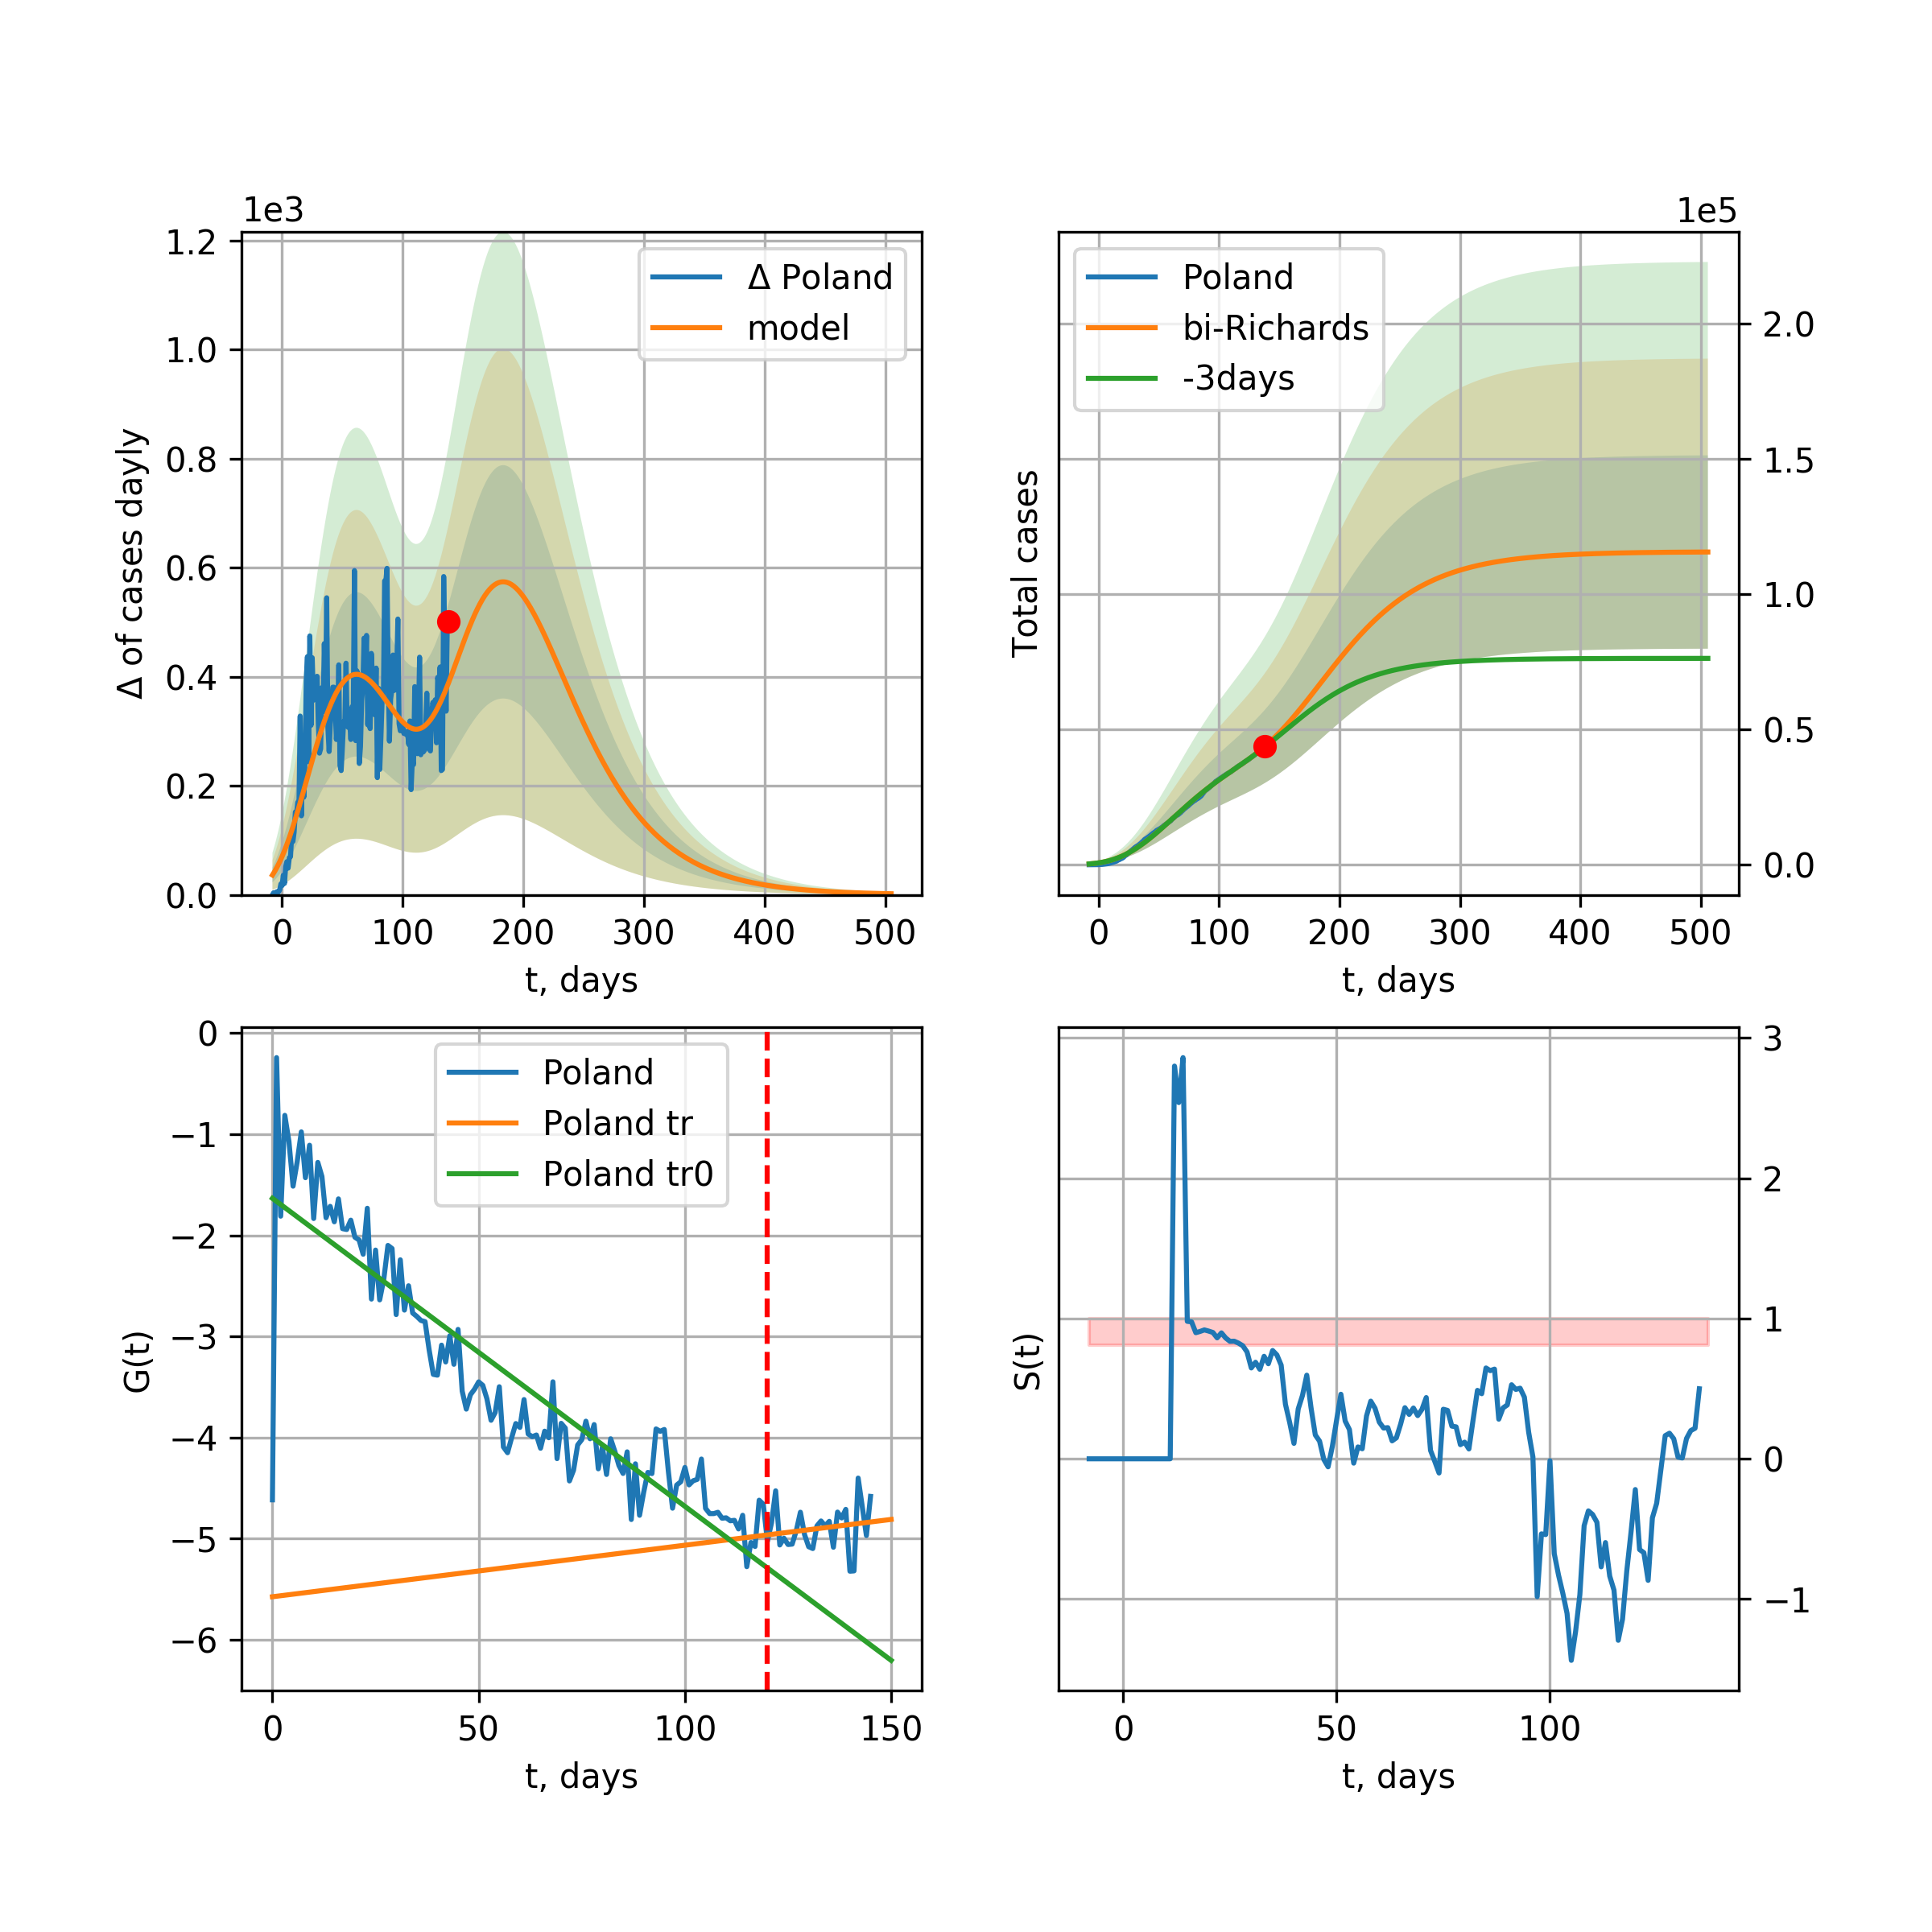 1e3
1.2
1.0
0.8
0.6
0.4
0.2
0.0
Δ of cases dayly
Δ Poland
model
0 100 200 300 400 500
t, days
1e5
Poland
bi-Richards
-3days
Total cases
2.0
1.5
1.0
0.5
0.0
0 100 200 300 400 500
t, days
0
−1
−2
−3
−4
−5
−6
G(t)
Poland
Poland tr
Poland tr0
0 50 100 150
t, days
S(t)
3
2
1
0
−1
0 50 100
t, days